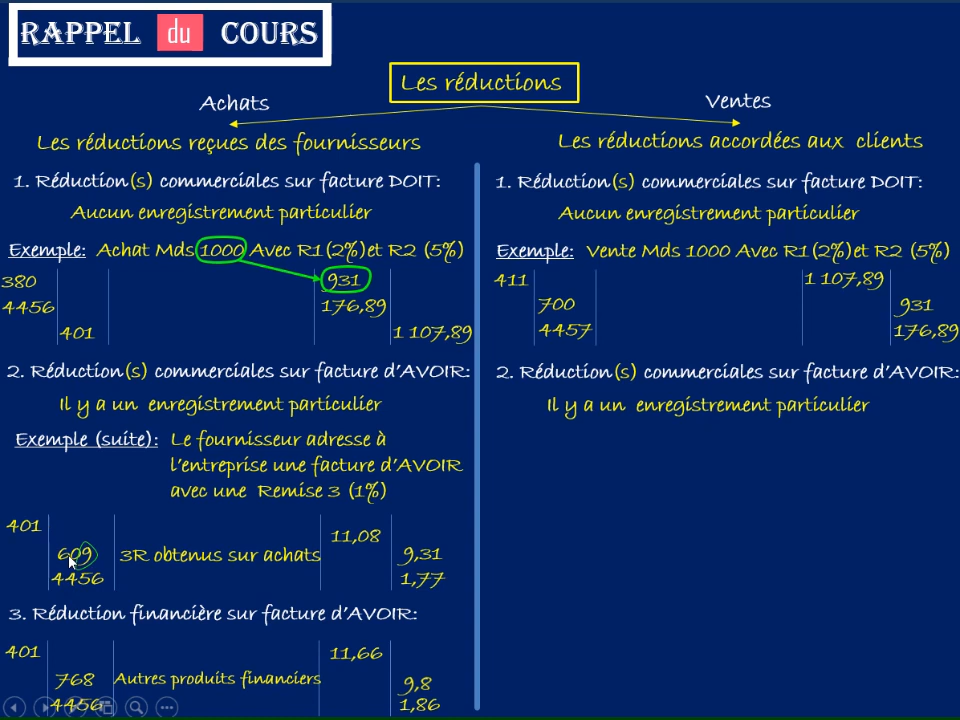 RAPPEL du COURS
Les réductions
Achats
Les réductions reçues des fournisseurs
1. Réduction(s) commerciales sur facture DOIT:
Aucun enregistrement particulier
Exemple: Achat Mds 1000 Avec R1(2%)et R2 (5%)
380 931
4456 176,89
401 1 107,89
2. Réduction(s) commerciales sur facture d'AVOIR:
Il y a un enregistrement particulier
Exemple (suite): Le fournisseur adresse à
l'entreprise une facture d'AVOIR
avec une Remise 3 (1%)
401 11,08
609 3R obtenus sur achats 9,31
4456 1,77
3. Réduction financière sur facture d'AVOIR:
401 11,66
768 Autres produits financiers 9,8
4456 1,86
Ventes
Les réductions accordées aux clients
1. Réduction(s) commerciales sur facture DOIT:
Aucun enregistrement particulier
Exemple: Vente Mds 1000 Avec R1(2%)et R2 (5%)
411 1 107,89
700 931
4457 176,89
2. Réduction(s) commerciales sur facture d'AVOIR:
Il y a un enregistrement particulier